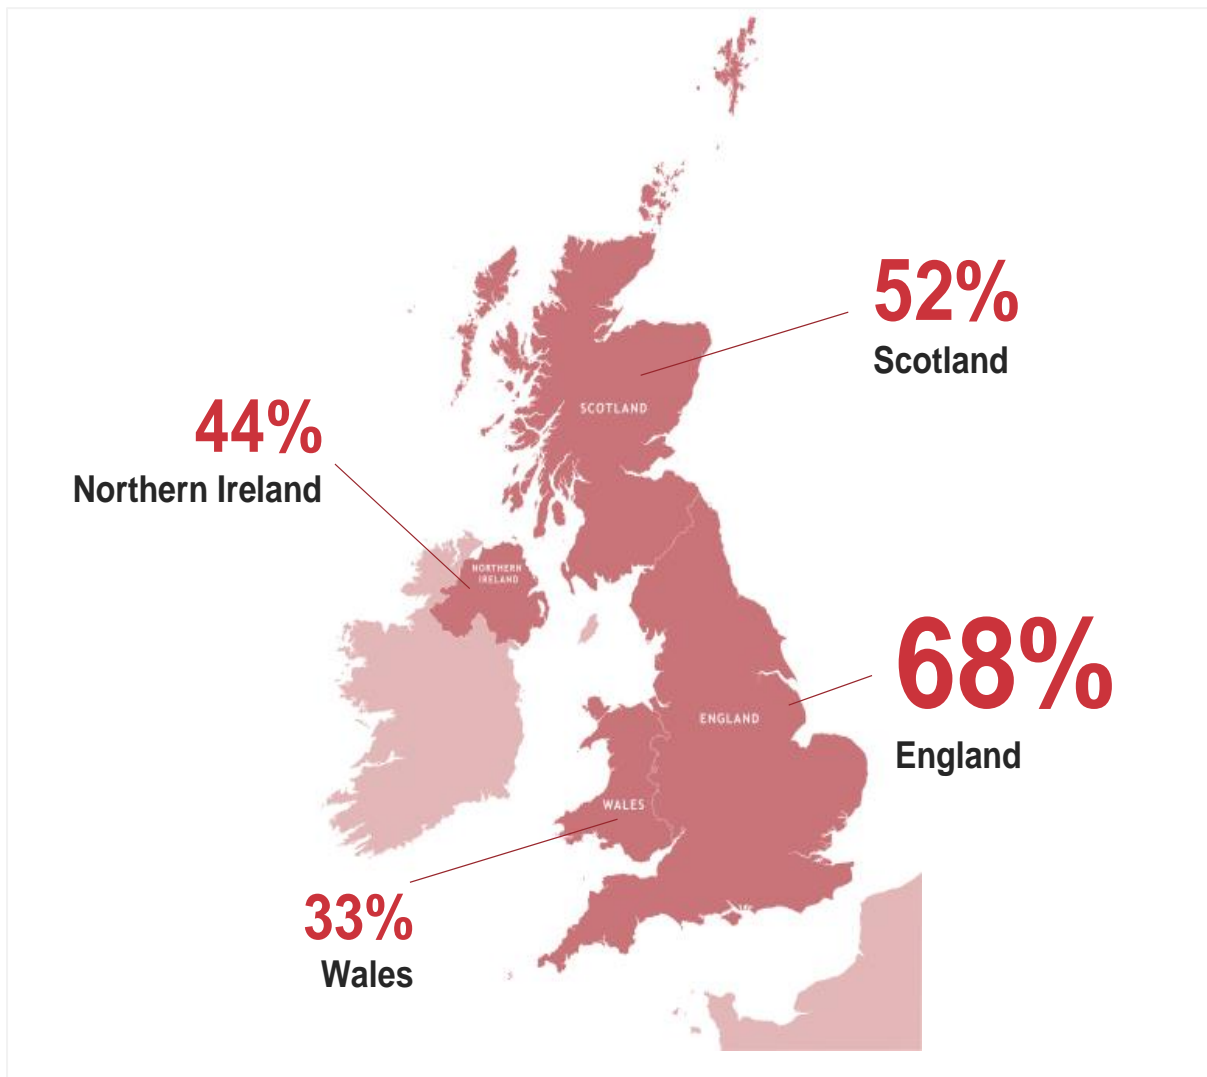 52%
Scotland
SCOTLAND
44%
Northern Ireland
NORTHERN
IRELAND
68%
England
ENGLAND
WALES
33%
Wales